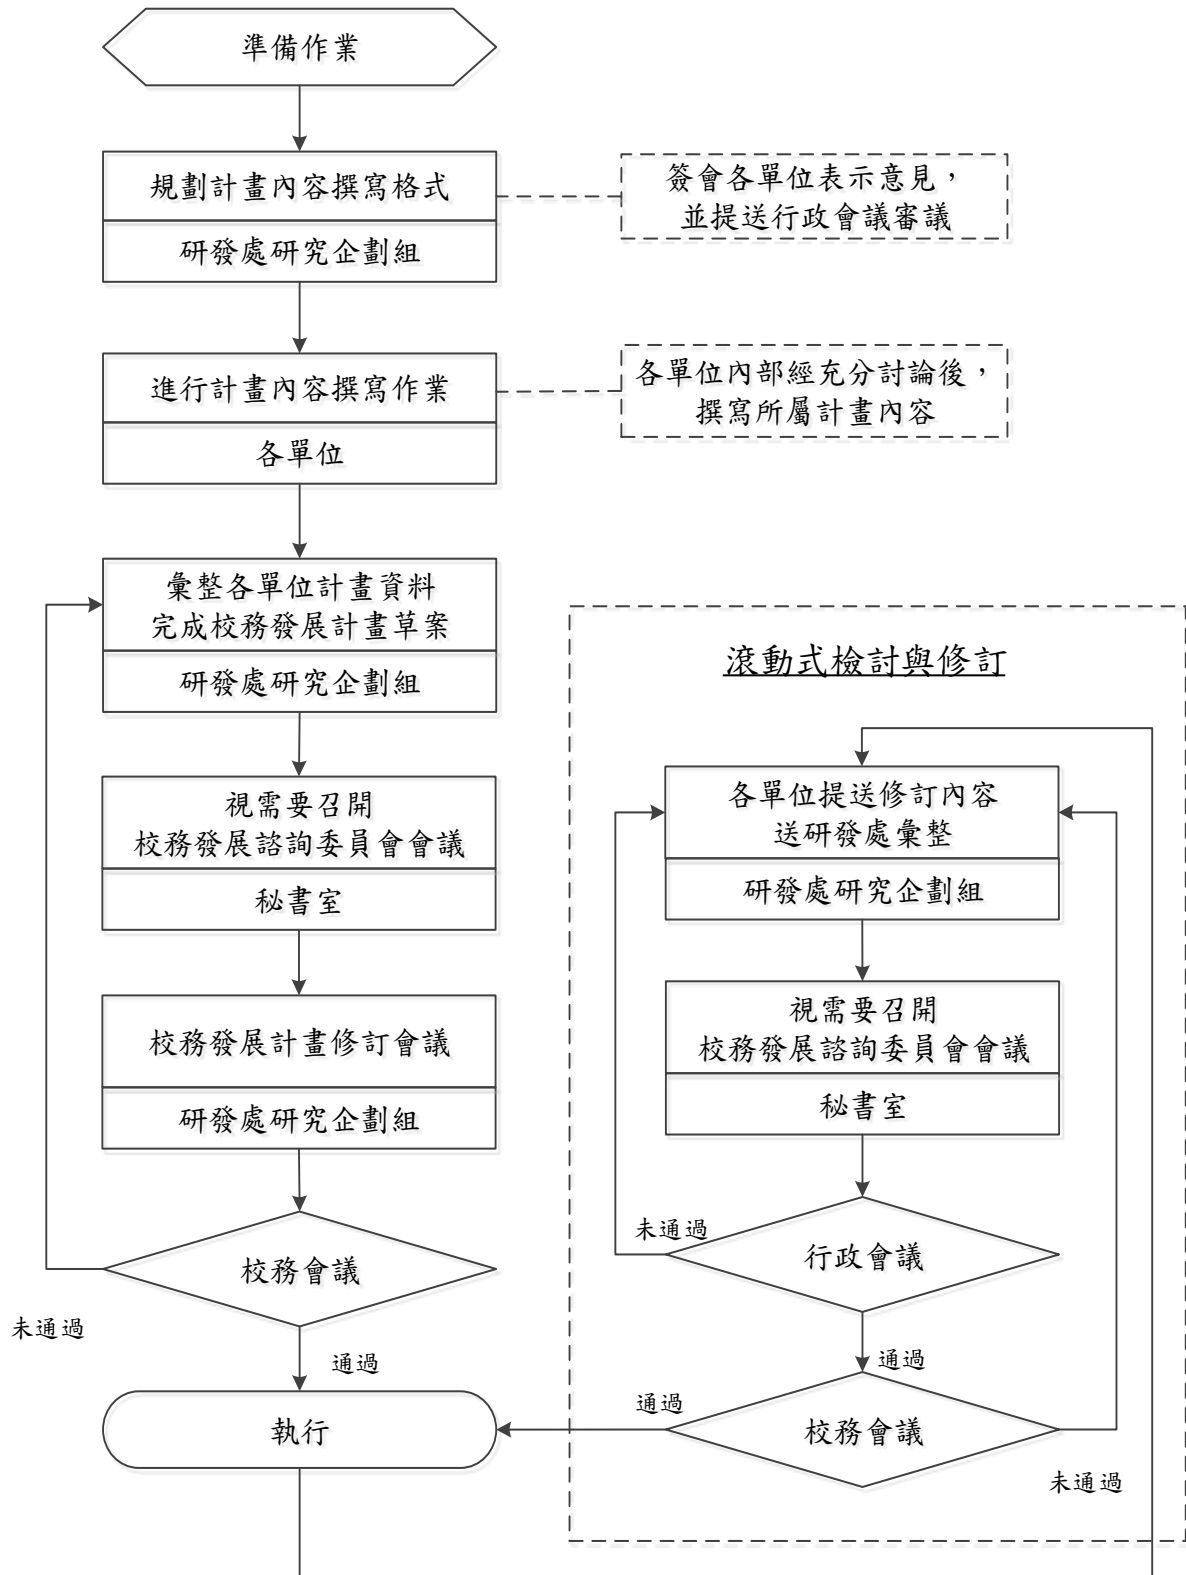 準備作業
規劃計畫內容撰寫格式
研發處研究企劃組
簽會各單位表示意見，
並提送行政會議審議
進行計畫內容撰寫作業
各單位
各單位內部經充分討論後，
撰寫所屬計畫內容
彙整各單位計畫資料
完成校務發展計畫草案
研發處研究企劃組
視需要召開
校務發展諮詢委員會會議
秘書室
校務發展計畫修訂會議
研發處研究企劃組
校務會議
未通過
通過
執行
滾動式檢討與修訂
各單位提送修訂內容
送研發處彙整
研發處研究企劃組
視需要召開
校務發展諮詢委員會會議
秘書室
未通過
行政會議
通過
通過
校務會議
未通過